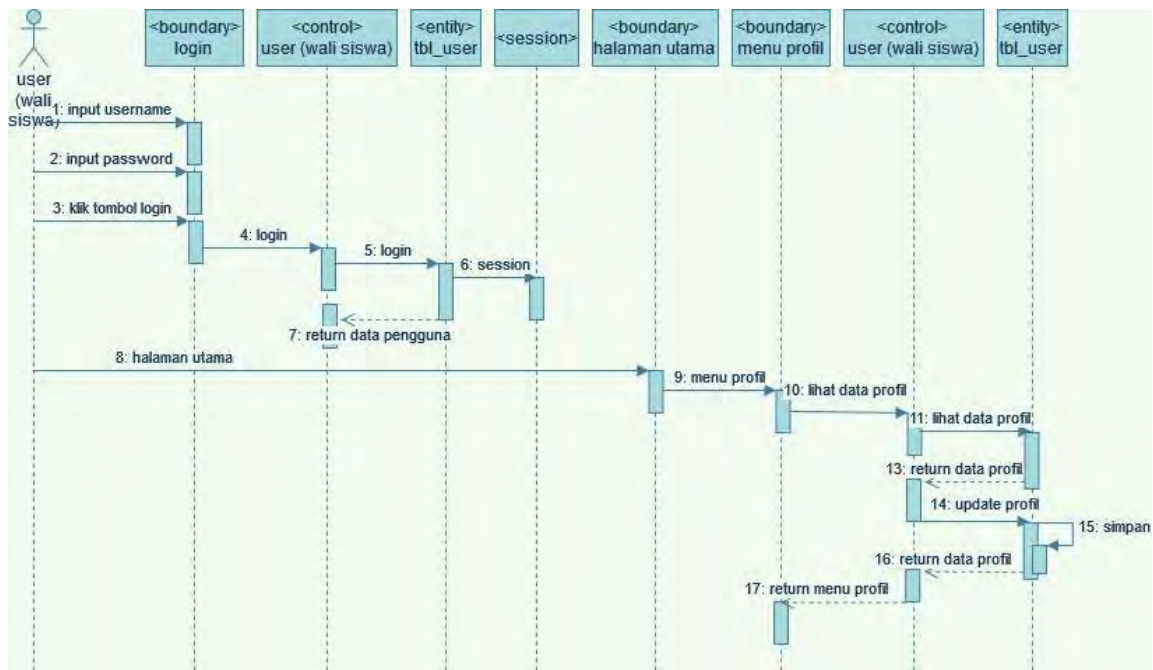 <boundary>
login
<control>
user (wali siswa)
<entity>
tbl_user
<session>
<boundary>
halaman utama
<boundary>
menu profil
<control>
user (wali siswa)
<entity>
tbl_user
user
(wali
siswa)
1: input username
2: input password
3: klik tombol login
4: login
5: login
6: session
7: return data pengguna
8: halaman utama
9: menu profil
10: lihat data profil
11: lihat data profil
13: return data profil
14: update profil
15: simpan
16: return data profil
17: return menu profil